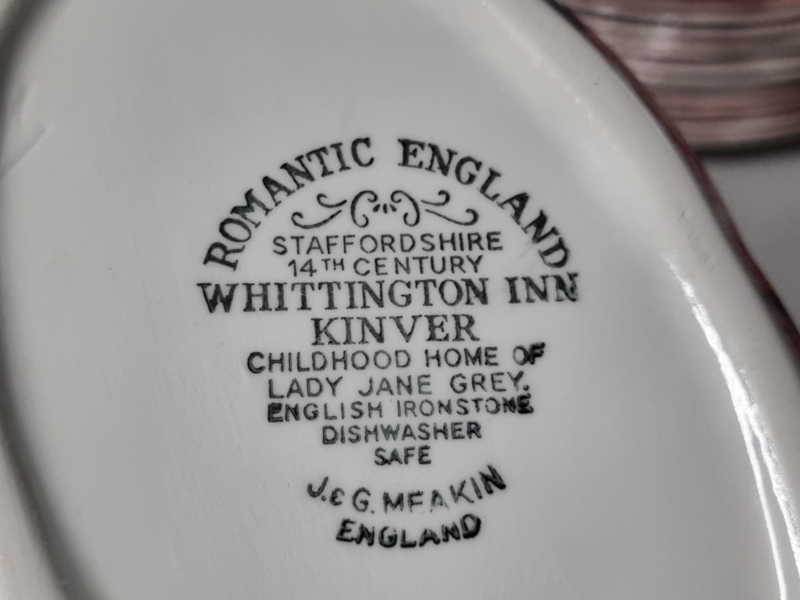 ROMANTIC ENGLAND
STAFFORDSHIRE
14TH CENTURY
WHITTINGTON INN
KINVER
CHILDHOOD HOME OF
LADY JANE GREY.
ENGLISH IRONSTONE
DISHWASHER
SAFE
J.& G. MEAKIN
ENGLAND